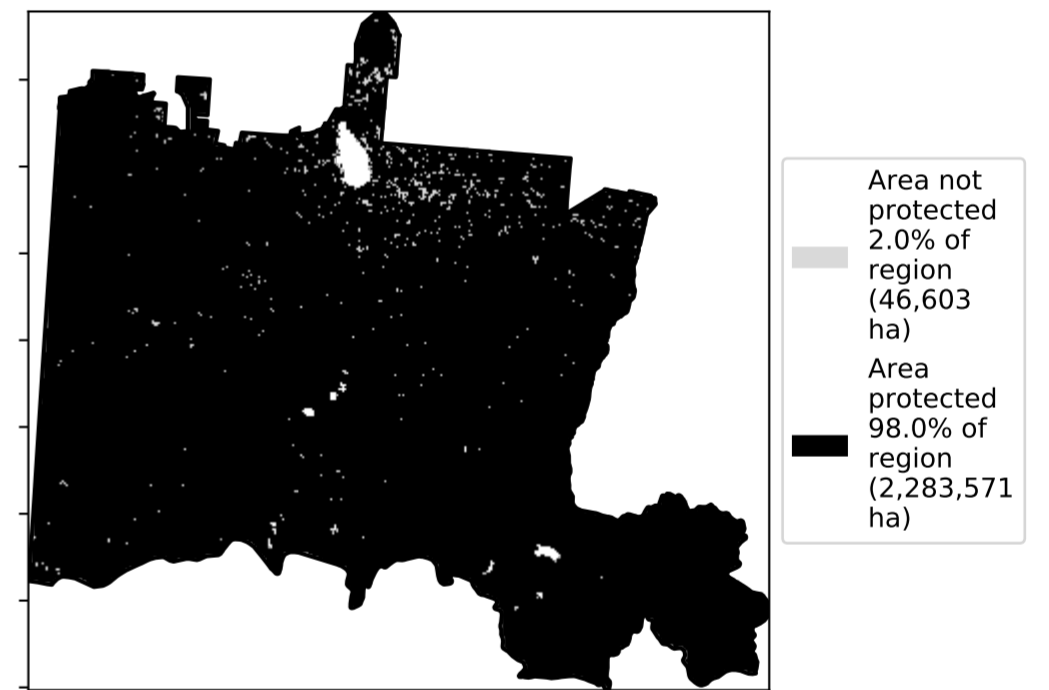 Area not
protected
2.0% of
region
(46,603
ha)
Area
protected
98.0% of
region
(2,283,571
ha)